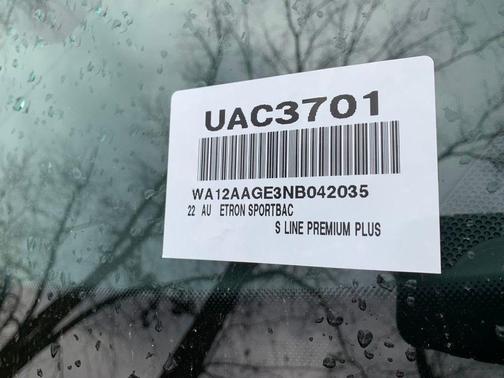 UAC3701
WA12AAGE3NB042035
22 AU ETRON SPORTBAC
S LINE PREMIUM PLUS